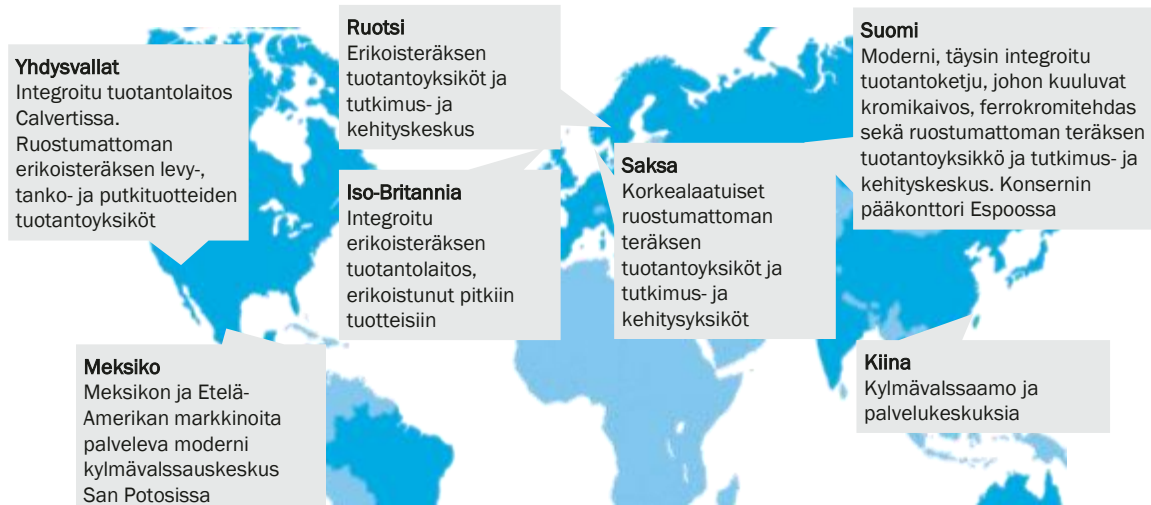 Yhdysvallat
Integroitu tuotantolaitos
Calvertissa.
Ruostumattoman
erikoisteräksen levy-,
tanko- ja putkituotteiden
tuotantoyksiköt
Ruotsi
Erikoisteräksen
tuotantoyksiköt ja
tutkimus- ja
kehityskeskus
Iso-Britannia
Integroitu
erikoisteräksen
tuotantolaitos,
erikoistunut pitkiin
tuotteisiin
Saksa
Korkealaatuiset
ruostumattoman
teräksen
tuotantoyksiköt ja
tutkimus- ja
kehitysyksiköt
Suomi
Moderni, täysin integroitu
tuotantoketju, johon kuuluvat
kromikaivos, ferrokromitehdas
sekä ruostumattoman teräksen
tuotantoyksikkö ja tutkimus- ja
kehityskeskus. Konsernin
pääkonttori Espoossa
Meksiko
Meksikon ja Etelä-
Amerikan markkinoita
palveleva moderni
kylmävalssauskeskus
San Potosissa
Kiina
Kylmävalssaamo ja
palvelukeskuksia